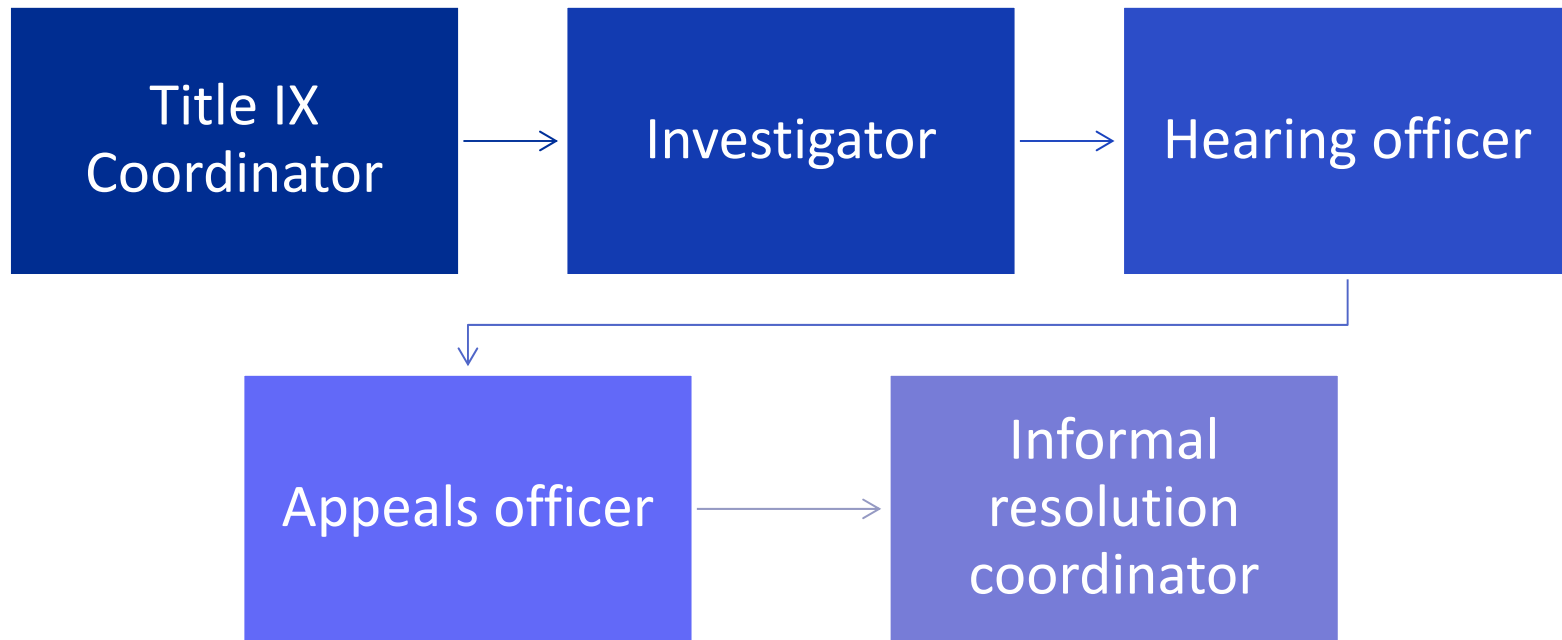 Title IX
Coordinator
Investigator
Hearing officer
Appeals officer
Informal
resolution
coordinator